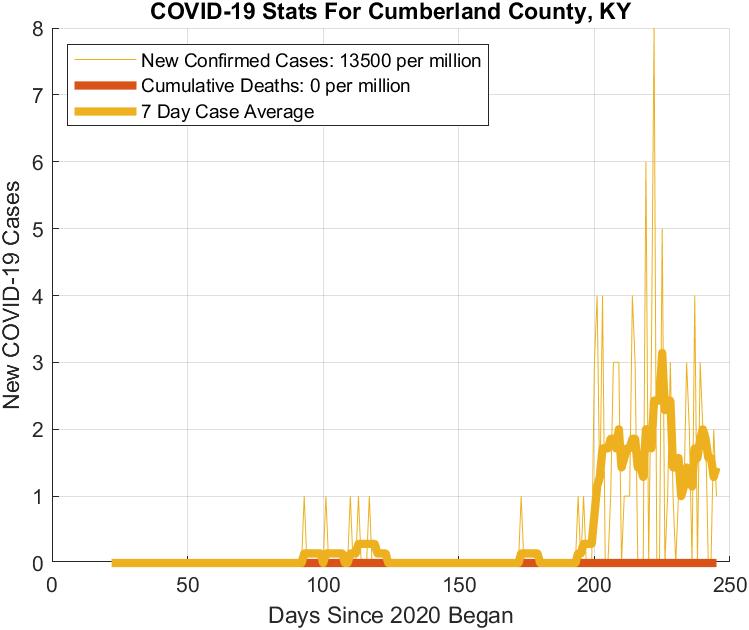 COVID-19 Stats For Cumberland County, KY
New Confirmed Cases: 13500 per million
Cumulative Deaths: 0 per million
7 Day Case Average
New COVID-19 Cases
8
7
6
5
4
3
2
1
0
0 50 100 150 200 250
Days Since 2020 Began